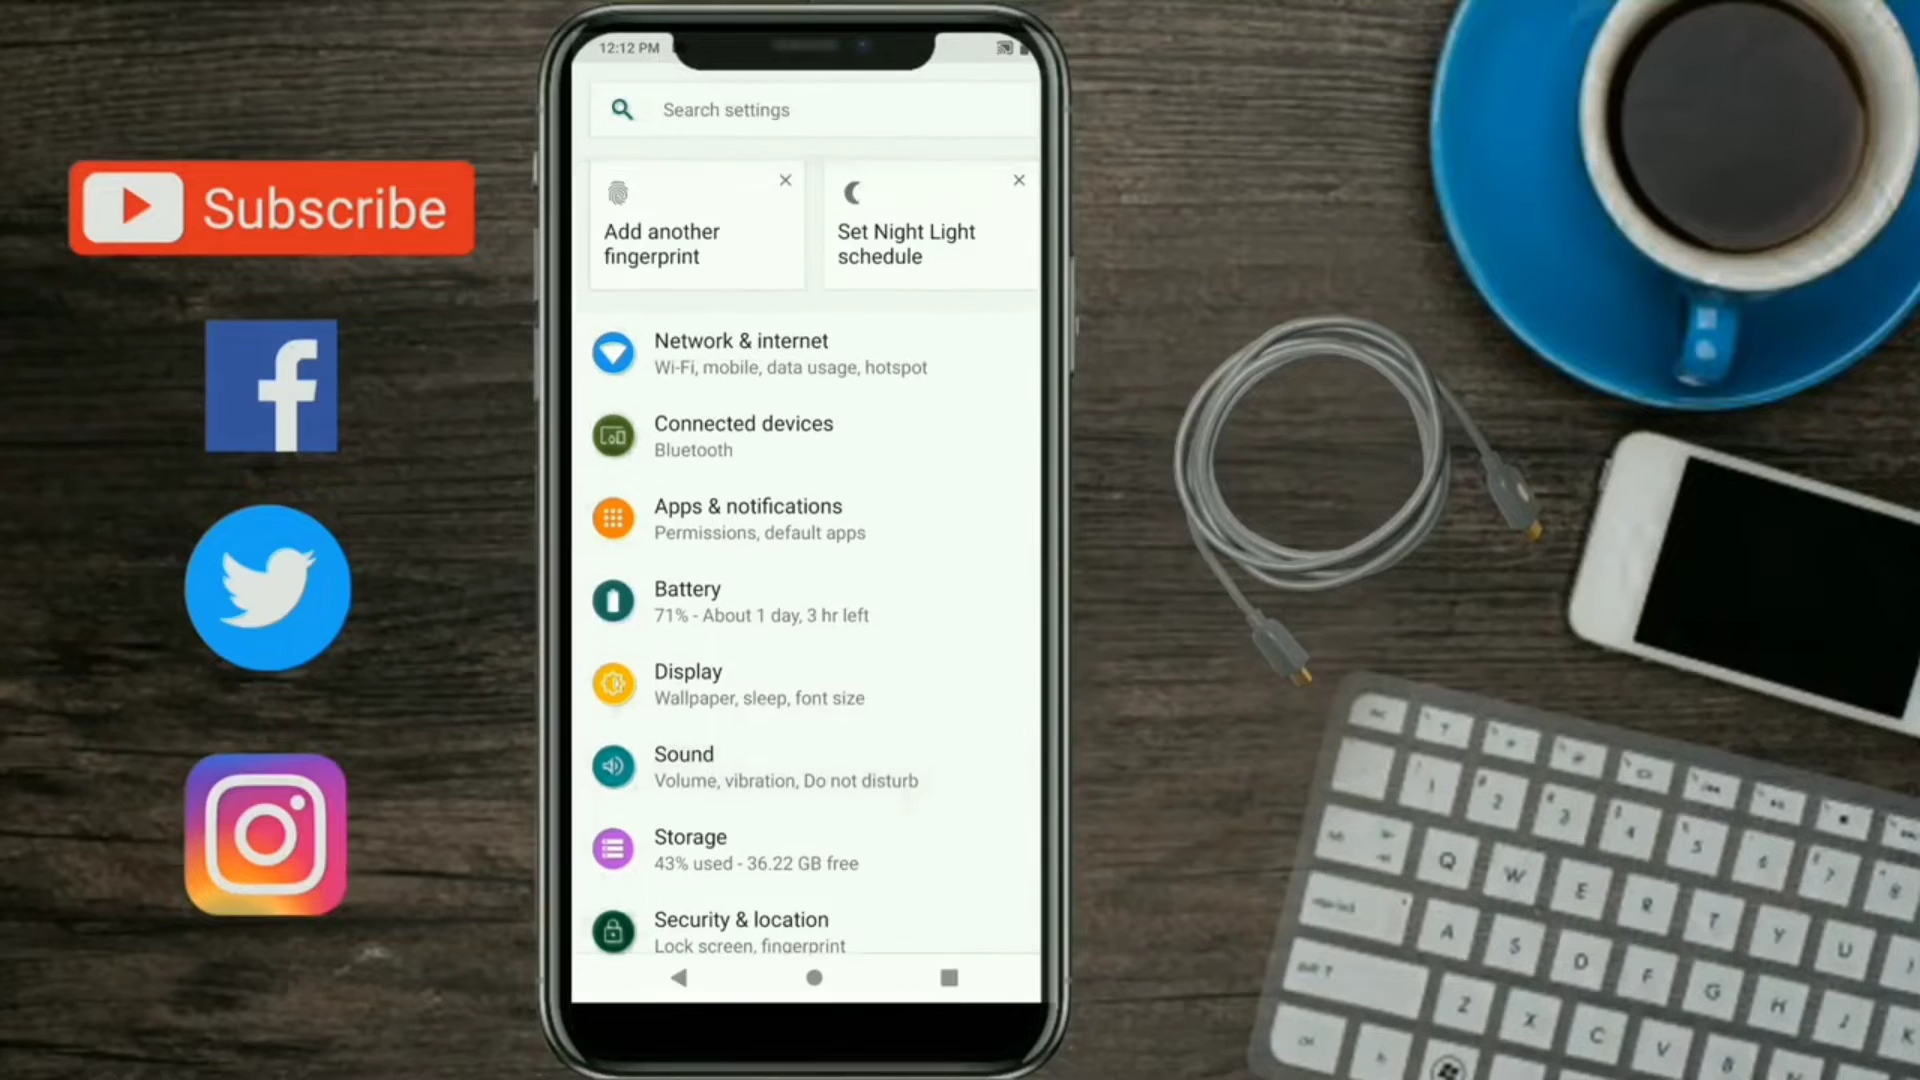 12:12 PM
Search settings
Add another
fingerprint
Set Night Light
schedule
Network & internet
Wi-Fi, mobile, data usage, hotspot
Connected devices
Bluetooth
Apps & notifications
Permissions, default apps
Battery
71% - About 1 day, 3 hr left
Display
Wallpaper, sleep, font size
Sound
Volume, vibration, Do not disturb
Storage
43% used - 36.22 GB free
Security & location
Lock screen, fingerprint
Subscribe
Q W E R T Y U
A S D F G H J K
Z X C V B